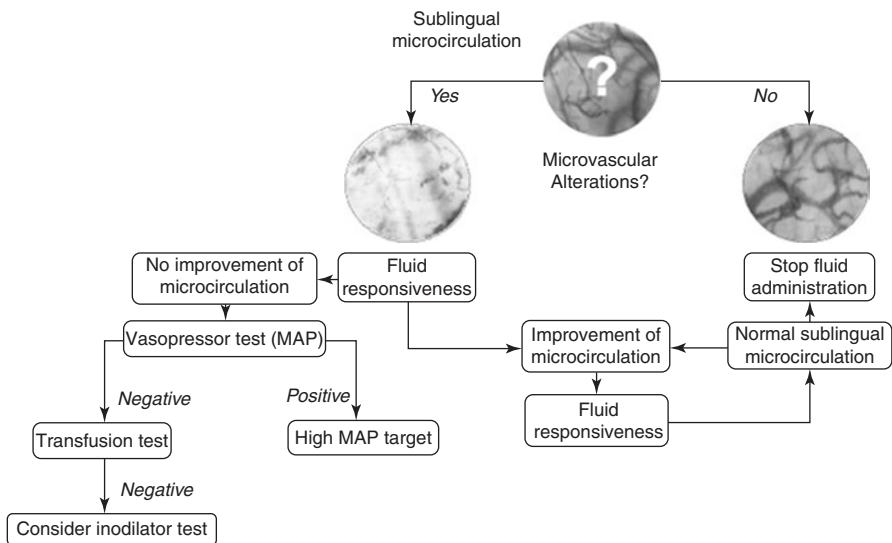 Sublingual
microcirculation
?
Yes
No
Microvascular
Alterations?
No improvement of
microcirculation
Fluid
responsiveness
Stop fluid
administration
Vasopressor test (MAP)
Improvement of
microcirculation
Normal sublingual
microcirculation
Negative
Positive
Fluid
responsiveness
Transfusion test
High MAP target
Negative
Consider inodilator test